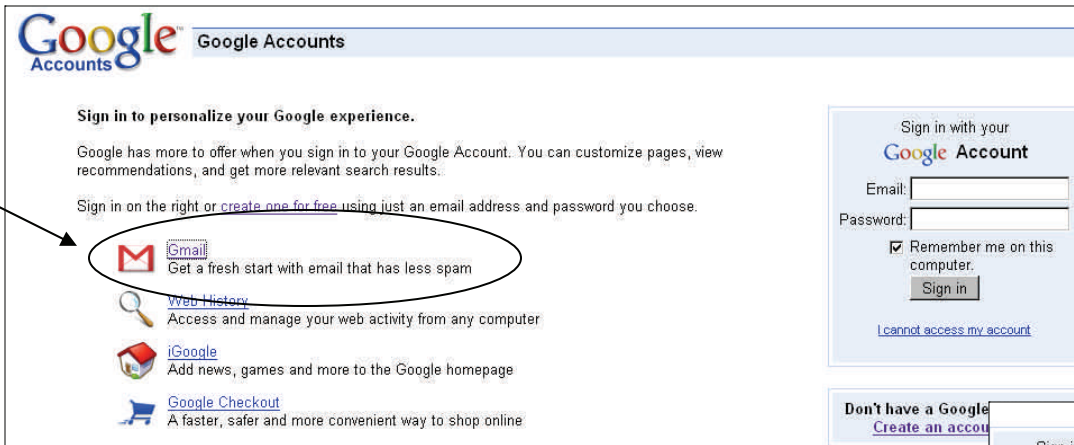 Google™
Accounts
Google Accounts
Sign in to personalize your Google experience.
Google has more to offer when you sign in to your Google Account. You can customize pages, view
recommendations, and get more relevant search results.
Sign in on the right or create one for free using just an email address and password you choose.
Gmail
Get a fresh start with email that has less spam
Web History
Access and manage your web activity from any computer
iGoogle
Add news, games and more to the Google homepage
Google Checkout
A faster, safer and more convenient way to shop online
Sign in with your
Google Account
Email:
Password:
Remember me on this
computer.
Sign in
I cannot access my account
Don't have a Google
Create an